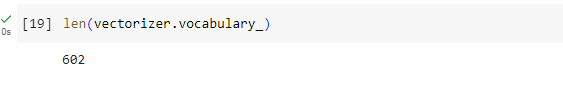 [19] len(vectorizer.vocabulary_)
0s
602